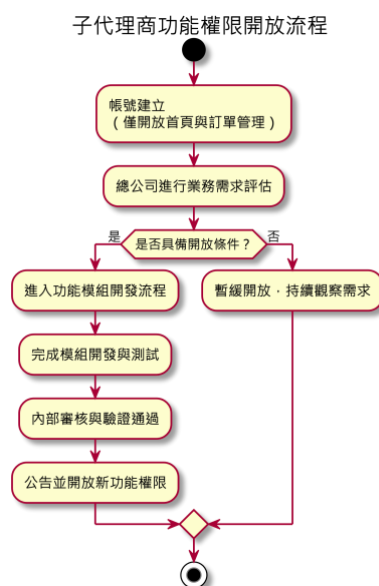 子代理商功能權限開放流程
帳號建立
（僅開放首頁與訂單管理）
總公司進行業務需求評估
是否具備開放條件？
是
否
進入功能模組開發流程
暫緩開放，持續觀察需求
完成模組開發與測試
內部審核與驗證通過
公告並開放新功能權限